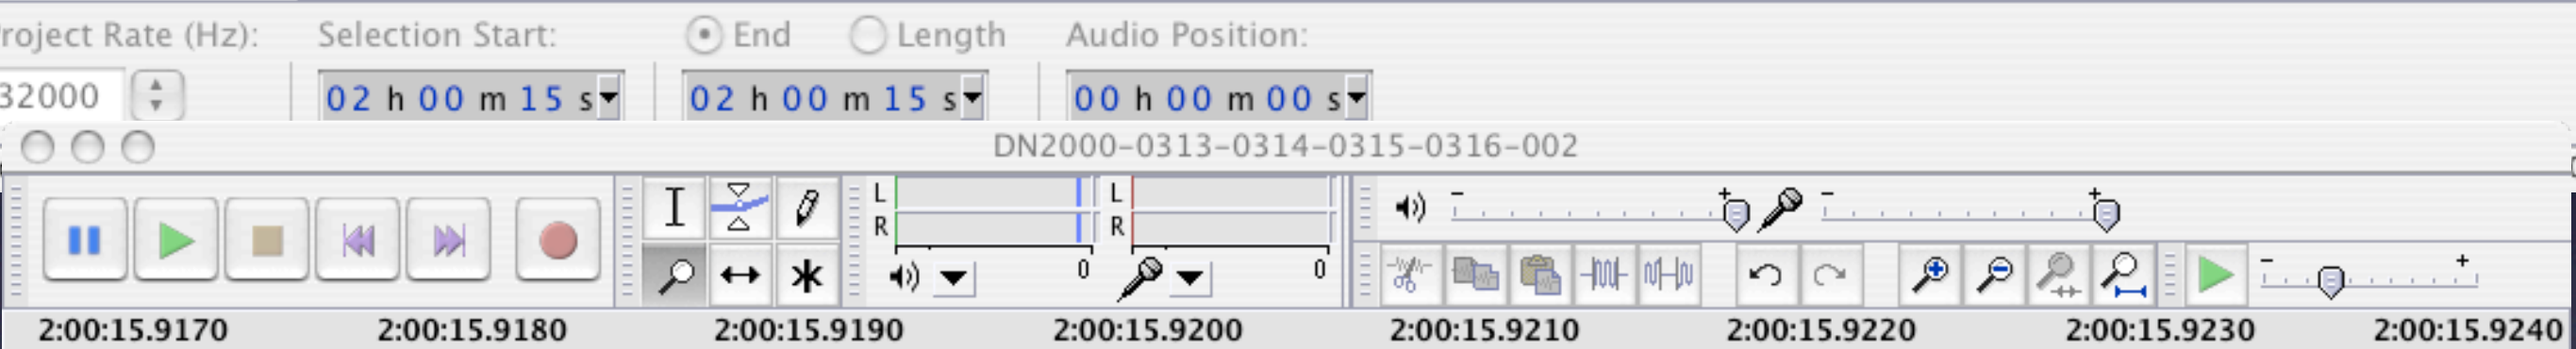 roject Rate (Hz): Selection Start: End Length Audio Position:
32000 02 h 00 m 15 s 02 h 00 m 15 s 00 h 00 m 00 s
DN2000-0313-0314-0315-0316-002
L L
R R
0 0
- + - +
- +
2:00:15.9170 2:00:15.9180 2:00:15.9190 2:00:15.9200 2:00:15.9210 2:00:15.9220 2:00:15.9230 2:00:15.9240